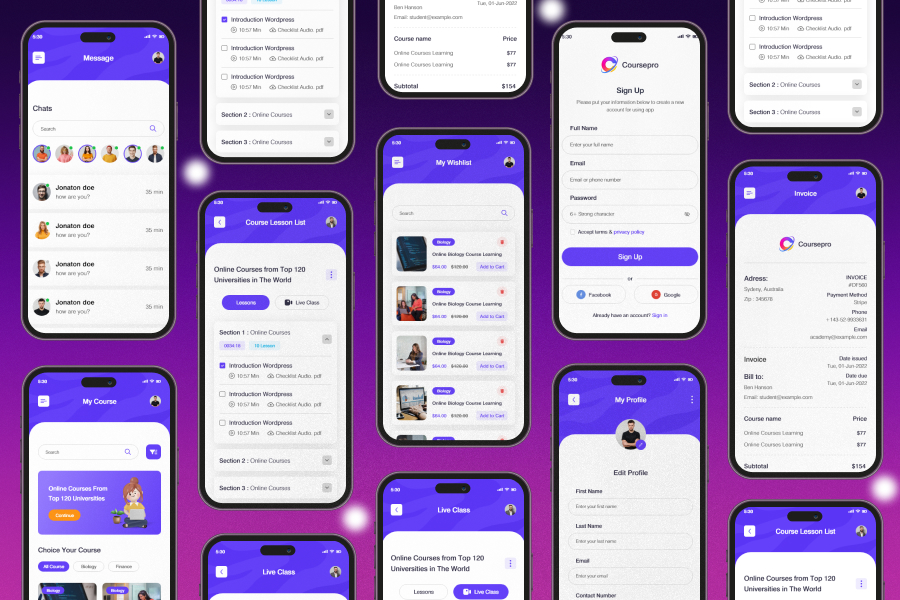 5:30
Message
Chats
Search
Jonaton doe
how are you?
35 min
Jonaton doe
how are you?
35 min
Jonaton doe
how are you?
35 min
Jonaton doe
how are you?
35 min
5:30
My Course
Search
Online Courses From
Top 120 Universities
Continue
Choice Your Course
All Course
Biology
Finance
Biology
Biology
Introduction Wordpress
10:57 Min
Checklist Audio. pdf
Introduction Wordpress
10:57 Min
Checklist Audio. pdf
Introduction Wordpress
10:57 Min
Checklist Audio. pdf
Section 2 : Online Courses
Section 3 : Online Courses
5:30
Course Lesson List
Online Courses from Top 120
Universities in The World
Lessons
Live Class
Section 1 : Online Courses
0234.15
10 Lesson
Introduction Wordpress
10:57 Min
Checklist Audio. pdf
Introduction Wordpress
10:57 Min
Checklist Audio. pdf
Introduction Wordpress
10:57 Min
Checklist Audio. pdf
Section 2 : Online Courses
Section 3 : Online Courses
5:30
Live Class
Ben Hanson
Tue, 01-Jun-2022
Email: student@example.com
Course name
Price
Online Courses Learning
$77
Online Courses Learning
$77
Subtotal
$154
5:30
My Wishlist
Search
Biology
Online Biology Course Learning
$64.00
$126.00
Add to Cart
Biology
Online Biology Course Learning
$64.00
$126.00
Add to Cart
Biology
Online Biology Course Learning
$64.00
$126.00
Add to Cart
Biology
Online Biology Course Learning
$64.00
$126.00
Add to Cart
5:30
Live Class
Online Courses from Top 120
Universities in The World
Lessons
Live Class
5:30
Coursepro
Sign Up
Please put your information below to create a new
account for using app
Full Name
Enter your full name
Email
Email or phone number
Password
6+ Strong character
Accept terms & privacy policy
Sign Up
or
Facebook
Google
Already have an account? Sign in
5:30
My Profile
Edit Profile
First Name
Enter your first name
Last Name
Enter your last name
Email
Enter your email
Contact Number
Introduction Wordpress
10:57 Min
Checklist Audio. pdf
Introduction Wordpress
10:57 Min
Checklist Audio. pdf
Section 2 : Online Courses
Section 3 : Online Courses
5:30
Invoice
Coursepro
Adress:
Sydeny, Australia
Zip : 345678
INVOICE
#DF560
Payment Method
Stripe
Phone
Email
academy@example.com
Invoice
Date issued
Tue, 01-Jun-2022
Bill to:
Date due
Ben Hanson
Tue, 01-Jun-2022
Email: student@example.com
Course name
Price
Online Courses Learning
$77
Online Courses Learning
$77
Subtotal
$154
5:30
Course Lesson List
Online Courses from Top 120
Universities in The World